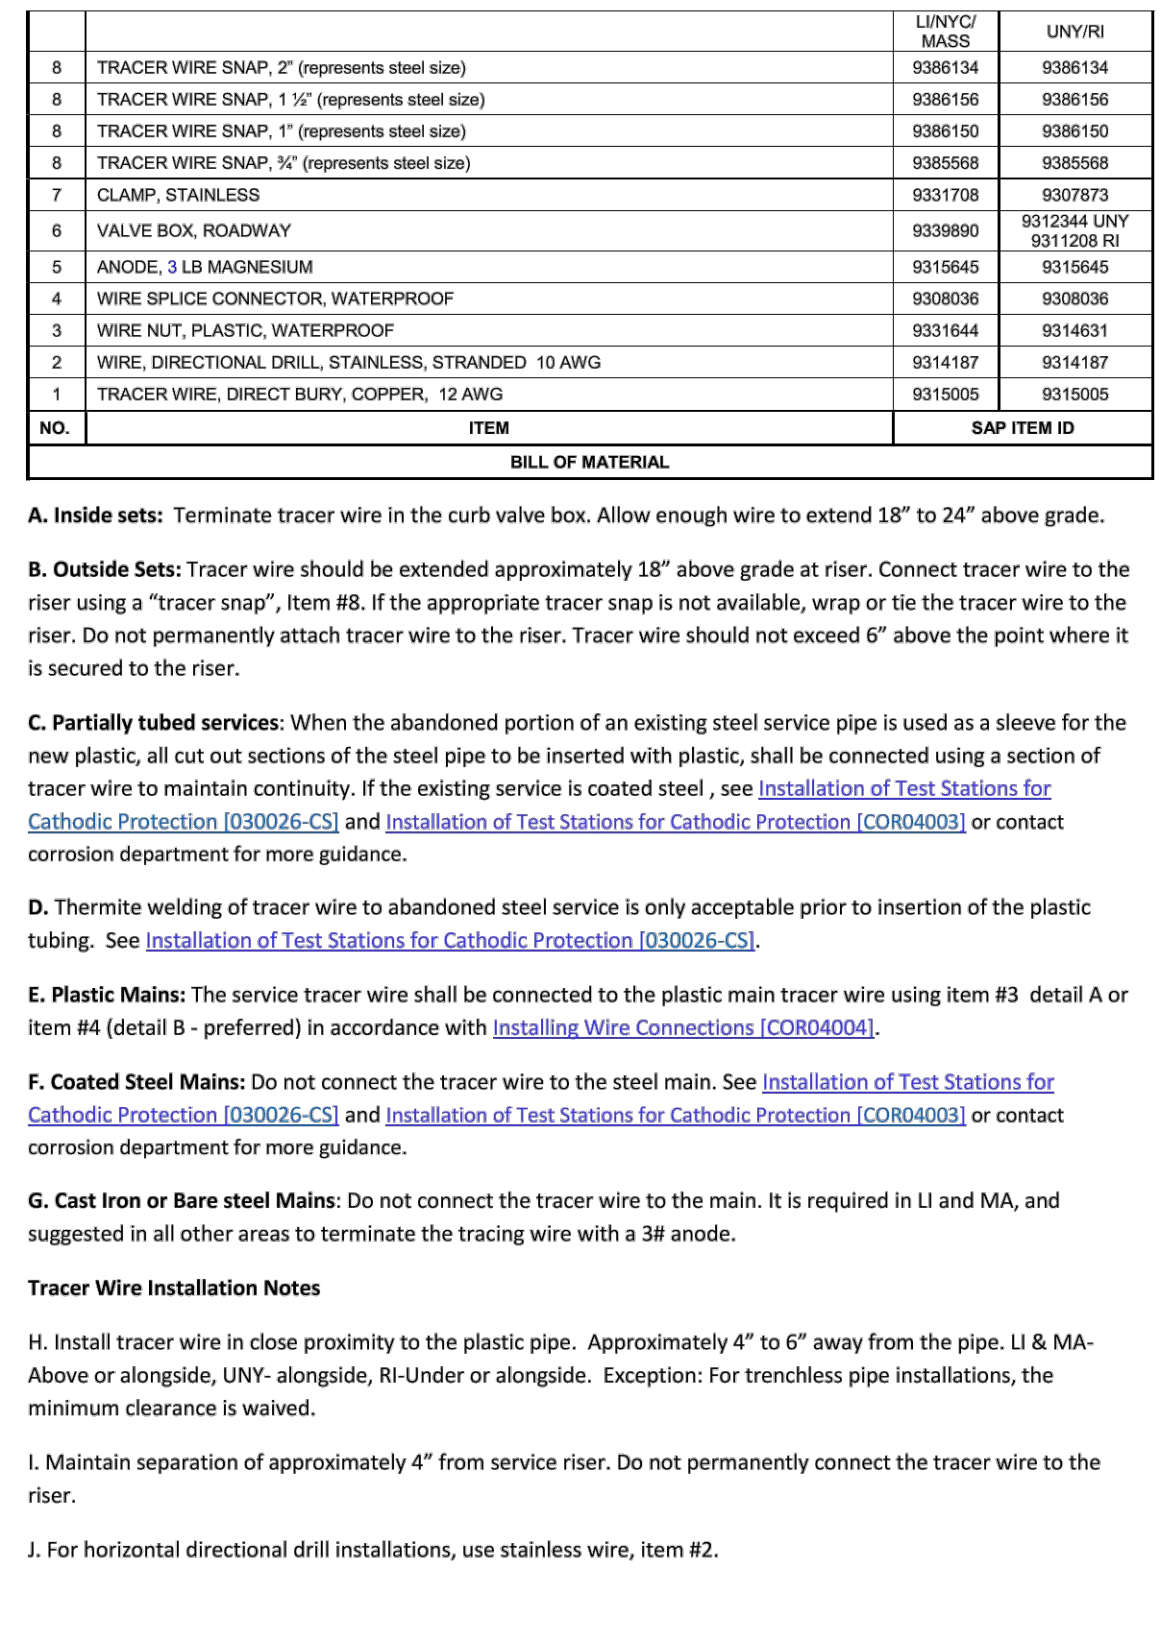 LI/NYC/
MASS
UNY/RI
8 TRACER WIRE SNAP, 2” (represents steel size) 9386134 9386134
8 TRACER WIRE SNAP, 1 ½” (represents steel size) 9386156 9386156
8 TRACER WIRE SNAP, 1” (represents steel size) 9386150 9386150
8 TRACER WIRE SNAP, ¾” (represents steel size) 9385568 9385568
7 CLAMP, STAINLESS 9331708 9307873
6 VALVE BOX, ROADWAY 9339890 9312344 UNY
9311208 RI
5 ANODE, 3 LB MAGNESIUM 9315645 9315645
4 WIRE SPLICE CONNECTOR, WATERPROOF 9308036 9308036
3 WIRE NUT, PLASTIC, WATERPROOF 9331644 9314631
2 WIRE, DIRECTIONAL DRILL, STAINLESS, STRANDED 10 AWG 9314187 9314187
1 TRACER WIRE, DIRECT BURY, COPPER, 12 AWG 9315005 9315005
NO. ITEM SAP ITEM ID
BILL OF MATERIAL
A. Inside sets: Terminate tracer wire in the curb valve box. Allow enough wire to extend 18” to 24” above grade.
B. Outside Sets: Tracer wire should be extended approximately 18” above grade at riser. Connect tracer wire to the
riser using a “tracer snap”, Item #8. If the appropriate tracer snap is not available, wrap or tie the tracer wire to the
riser. Do not permanently attach tracer wire to the riser. Tracer wire should not exceed 6” above the point where it
is secured to the riser.
C. Partially tubed services: When the abandoned portion of an existing steel service pipe is used as a sleeve for the
new plastic, all cut out sections of the steel pipe to be inserted with plastic, shall be connected using a section of
tracer wire to maintain continuity. If the existing service is coated steel , see Installation of Test Stations for
Cathodic Protection [030026-CS] and Installation of Test Stations for Cathodic Protection [COR04003] or contact
corrosion department for more guidance.
D. Thermite welding of tracer wire to abandoned steel service is only acceptable prior to insertion of the plastic
tubing. See Installation of Test Stations for Cathodic Protection [030026-CS].
E. Plastic Mains: The service tracer wire shall be connected to the plastic main tracer wire using item #3 detail A or
item #4 (detail B - preferred) in accordance with Installing Wire Connections [COR04004].
F. Coated Steel Mains: Do not connect the tracer wire to the steel main. See Installation of Test Stations for
Cathodic Protection [030026-CS] and Installation of Test Stations for Cathodic Protection [COR04003] or contact
corrosion department for more guidance.
G. Cast Iron or Bare steel Mains: Do not connect the tracer wire to the main. It is required in LI and MA, and
suggested in all other areas to terminate the tracing wire with a 3# anode.
Tracer Wire Installation Notes
H. Install tracer wire in close proximity to the plastic pipe. Approximately 4” to 6” away from the pipe. LI & MA-
Above or alongside, UNY- alongside, RI-Under or alongside. Exception: For trenchless pipe installations, the
minimum clearance is waived.
I. Maintain separation of approximately 4” from service riser. Do not permanently connect the tracer wire to the
riser.
J. For horizontal directional drill installations, use stainless wire, item #2.